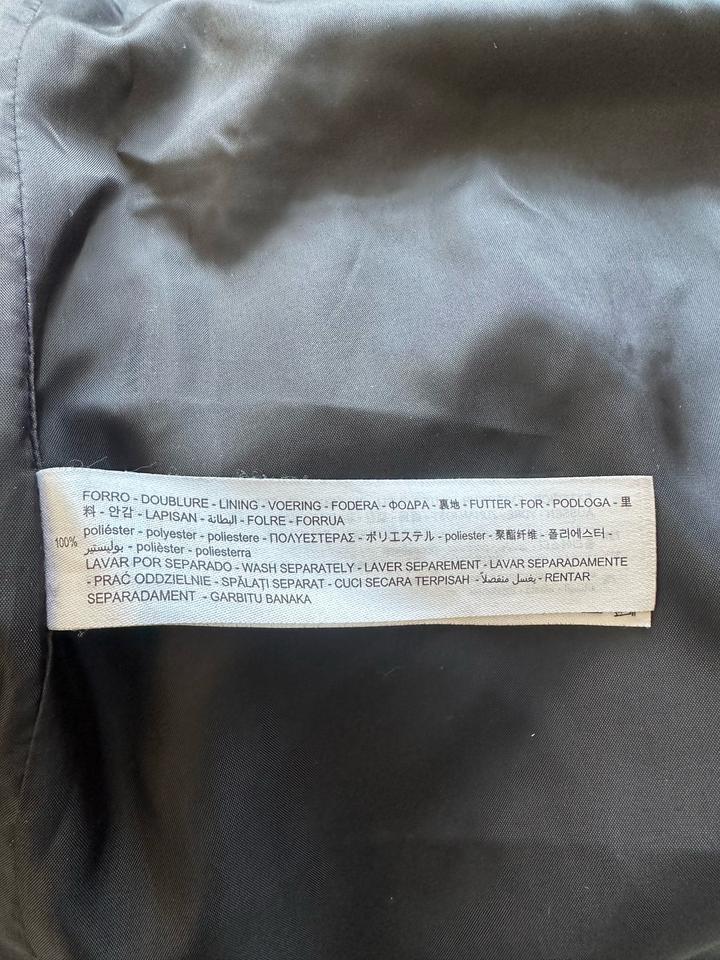 FORRO - DOUBLURE - LINING - VOERING - FODERA - ΦΟΔΡΑ - 裏地 - FUTTER - FOR - PODLOGA - 里
料 - 안감 - LAPISAN - البطانة - FOLRE - FORRUA
100% poliéster - polyester - poliestere - ΠΟΛΥΕΣΤΕΡΑΣ - ポリエステル - poliester - 聚酯纤维 - 폴리에스터 -
بوليستير - polièster - poliesterra
LAVAR POR SEPARADO - WASH SEPARATELY - LAVER SEPAREMENT - LAVAR SEPARADAMENTE
- PRAĆ ODDZIELNIE - SPĂLAȚI SEPARAT - CUCI SECARA TERPISAH - يغسل منفصلاً - RENTAR
SEPARADAMENT - GARBITU BANAKA